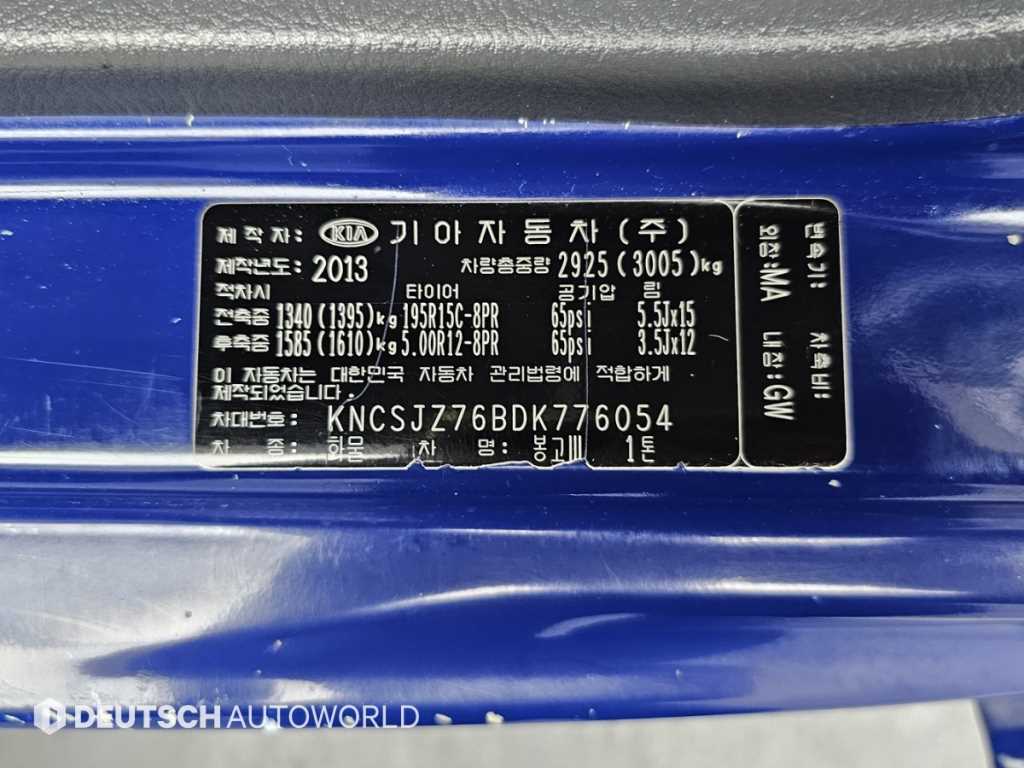 제작자: KIA 기아자동차(주)
제작년도: 2013 차량총중량 2925(3005)kg
적차시 타이어 공기압 림
전축중 1340(1395)kg 195R15C-8PR 65psi 5.5Jx15
후축중 1585(1610)kg 5.00R12-8PR 65psi 3.5Jx12
이 자동차는 대한민국 자동차 관리법령에 적합하게
제작되었습니다.
차대번호: KNCSJZ76BDK776054
차 종: 화물 차 명: 봉고Ⅲ 1톤
변속기: 차축비:
외장:MA 내장:GW
DEUTSCH AUTOWORLD